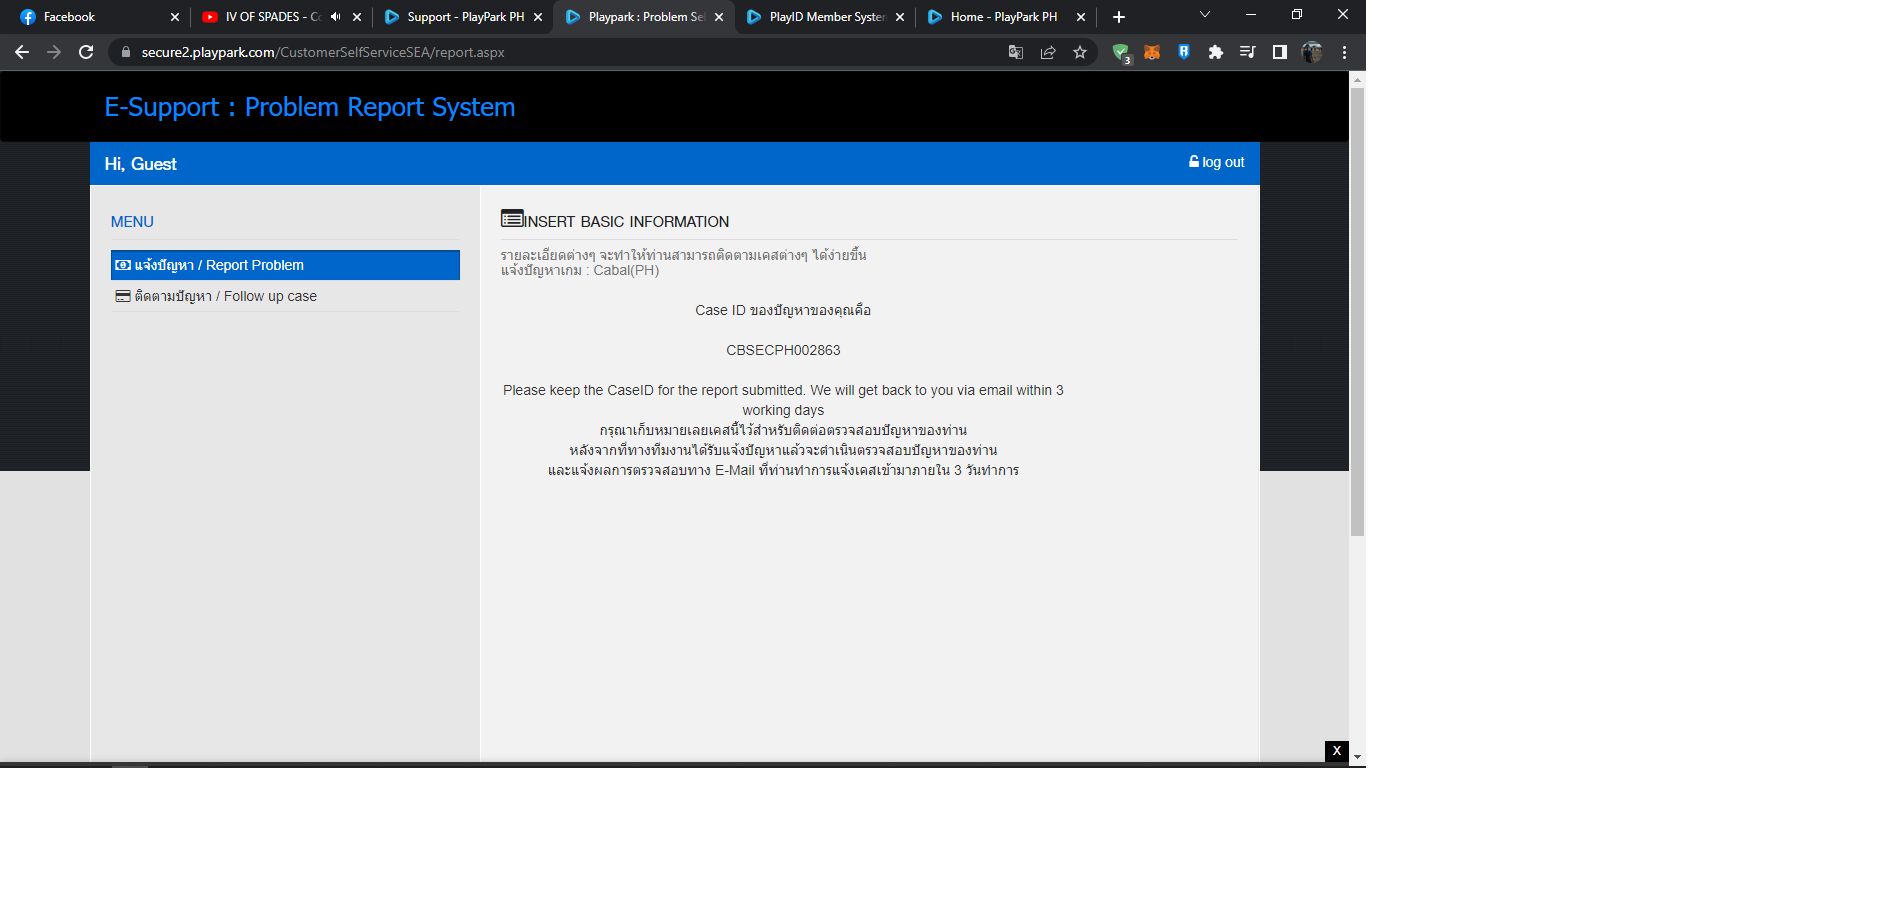 Facebook
IV OF SPADES - Co
Support - PlayPark PH
Playpark : Problem Sel
PlayID Member System
Home - PlayPark PH
secure2.playpark.com/CustomerSelfServiceSEA/report.aspx
3
E-Support : Problem Report System
Hi, Guest
log out
MENU
แจ้งปัญหา / Report Problem
ติดตามปัญหา / Follow up case
INSERT BASIC INFORMATION
รายละเอียดต่างๆ จะทำให้ท่านสามารถติดตามเคสต่างๆ ได้ง่ายขึ้น
แจ้งปัญหาเกม : Cabal(PH)
Case ID ของปัญหาของคุณคือ
CBSECPH002863
Please keep the CaseID for the report submitted. We will get back to you via email within 3
working days
กรุณาเก็บหมายเลยเคสนี้ไว้สำหรับติดต่อตรวจสอบปัญหาของท่าน
หลังจากที่ทางทีมงานได้รับแจ้งปัญหาแล้วจะดำเนินตรวจสอบปัญหาของท่าน
และแจ้งผลการตรวจสอบทาง E-Mail ที่ท่านทำการแจ้งเคสเข้ามาภายใน 3 วันทำการ
X